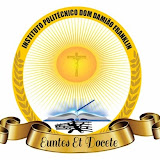 INSTITUTO POLITÉCNICO DOM DAMIÃO FRANKLIN
Euntes Et Docete